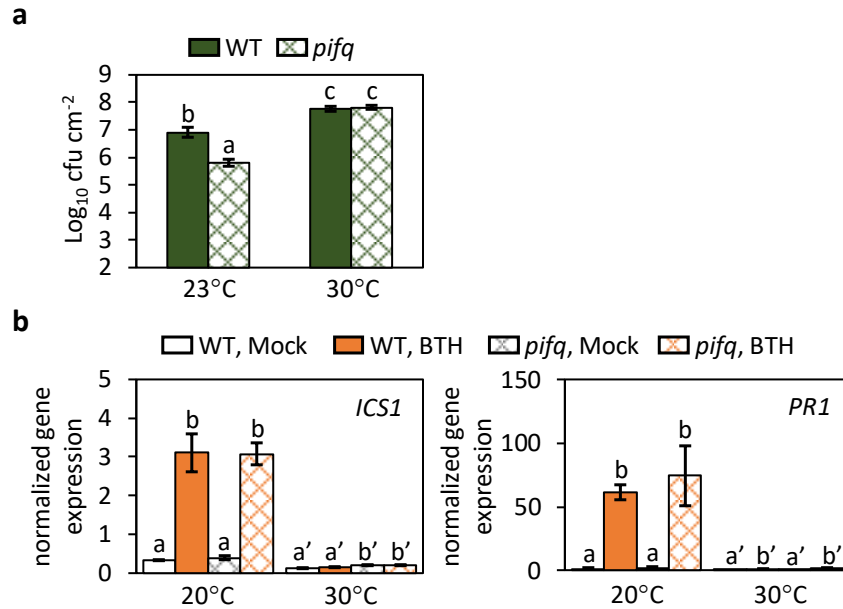 a
WT pifq
Log10 cfu cm-2
9
8
7
6
5
4
3
2
b
a
c
c
23°C 30°C
b
WT, Mock WT, BTH pifq, Mock pifq, BTH
normalized gene
expression
5
4
3
2
1
0
ICS1
a
b
a
b
a’ a’ b’ b’
20°C 30°C
normalized gene
expression
150
100
50
0
PR1
a
b
a
b
a’ b’ a’ b’
20°C 30°C